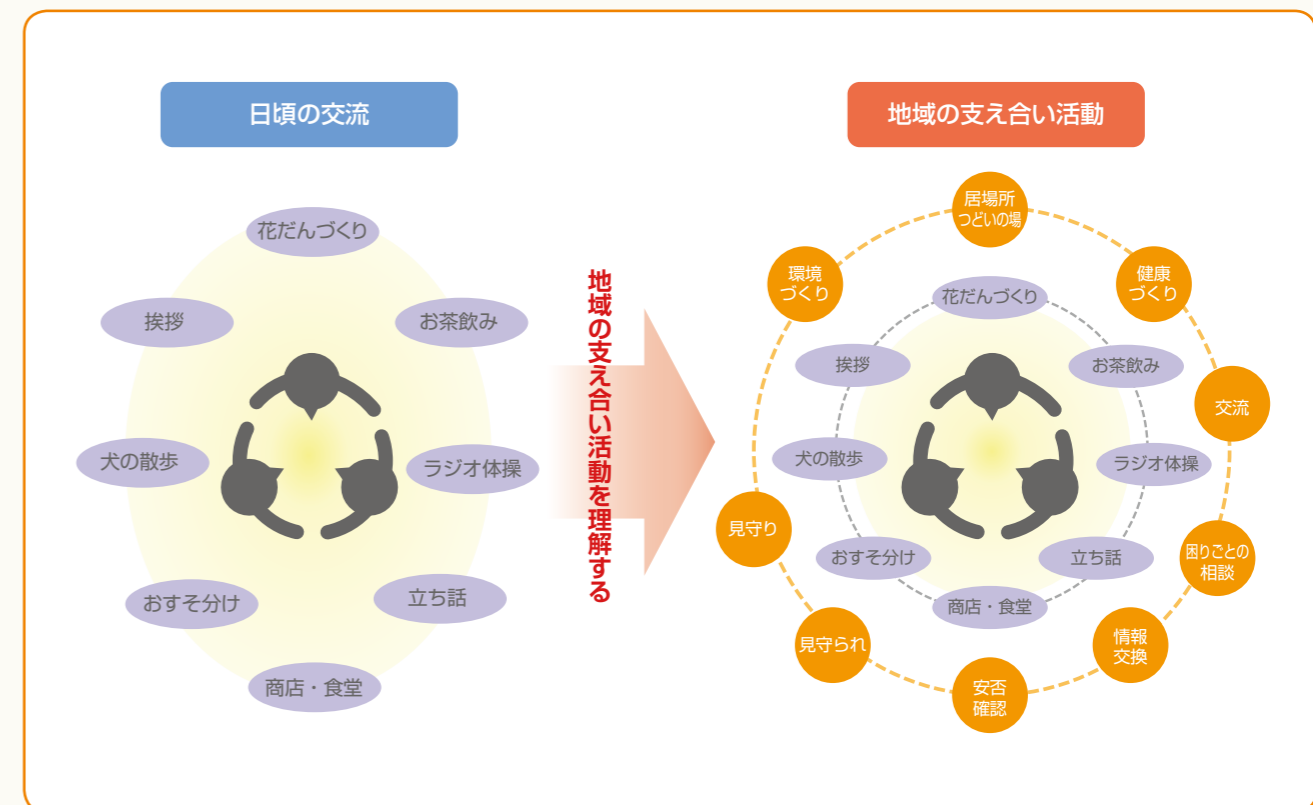 日頃の交流
花だんづくり
挨拶
お茶飲み
犬の散歩
ラジオ体操
おすそ分け
立ち話
商店・食堂
地域の支え合い活動を理解する
地域の支え合い活動
居場所
つどいの場
環境
づくり
健康
づくり
交流
見守り
困りごとの
相談
見守られ
情報
交換
安否
確認
花だんづくり
挨拶
お茶飲み
犬の散歩
ラジオ体操
おすそ分け
立ち話
商店・食堂